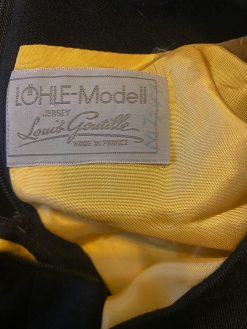 LÖHLE-Modell
JERSEY
Louis Goutille
MADE IN FRANCE